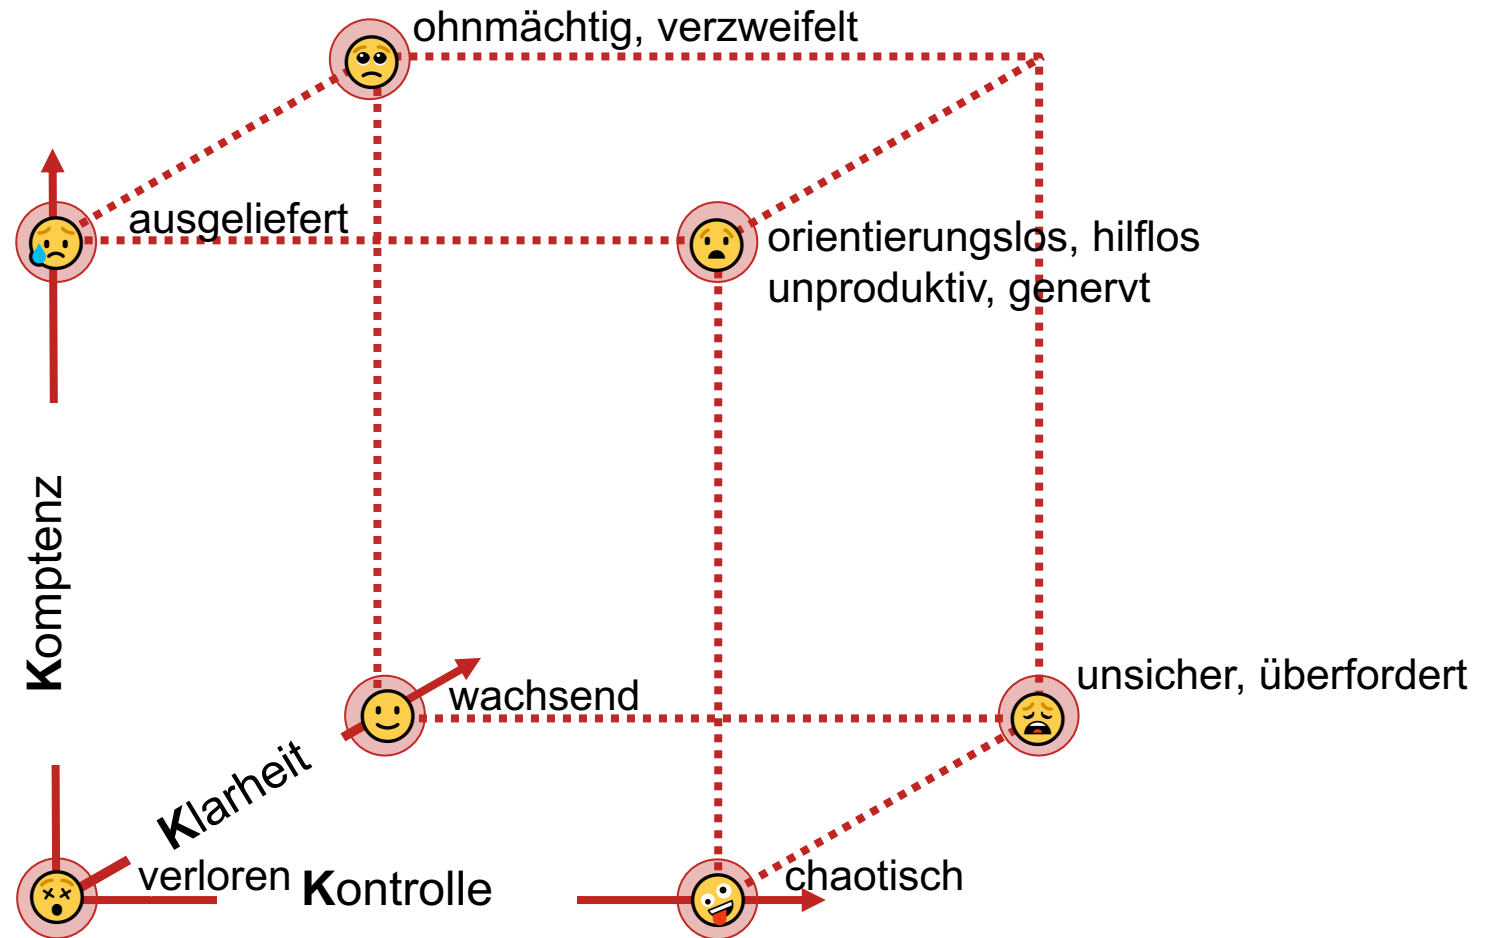 ohnmächtig, verzweifelt
ausgeliefert
orientierungslos, hilflos
unproduktiv, genervt
Komptenz
unsicher, überfordert
wachsend
Klarheit
verloren
Kontrolle
chaotisch